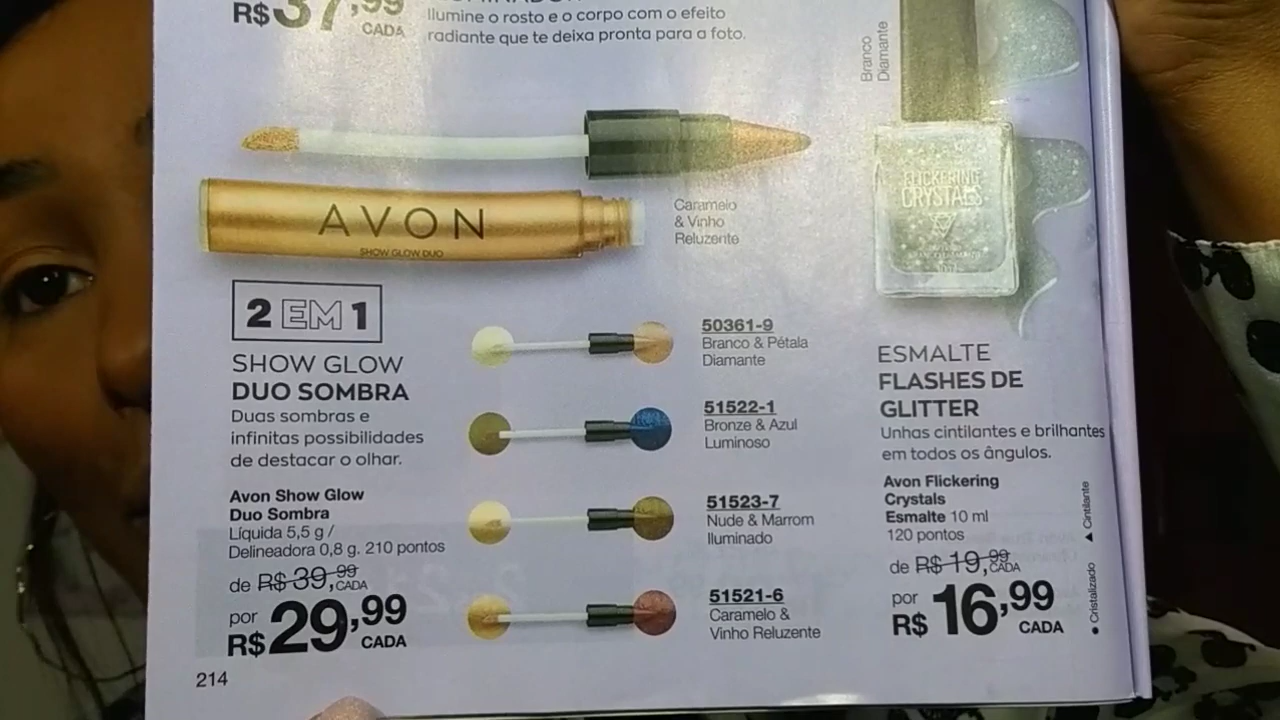 R$37,99
CADA
Ilumine o rosto e o corpo com o efeito
radiante que te deixa pronta para a foto.
Branco
Diamante
AVON
SHOW GLOW DUO
Caramelo
& Vinho
Reluzente
FLICKERING
CRYSTALS
2 EM 1
SHOW GLOW
DUO SOMBRA
Duas sombras e
infinitas possibilidades
de destacar o olhar.
Avon Show Glow
Duo Sombra
Líquida 5,5 g /
Delineadora 0,8 g. 210 pontos
de R$ 39,99
CADA
por
R$29,99
CADA
50361-9
Branco & Pétala
Diamante
51522-1
Bronze & Azul
Luminoso
51523-7
Nude & Marrom
Iluminado
51521-6
Caramelo &
Vinho Reluzente
ESMALTE
FLASHES DE
GLITTER
Unhas cintilantes e brilhantes
em todos os ângulos.
Avon Flickering
Crystals
Esmalte 10 ml
120 pontos
de R$ 19,99
CADA
por
R$ 16,99
CADA
● Cristalizado ▲ Cintilante
214